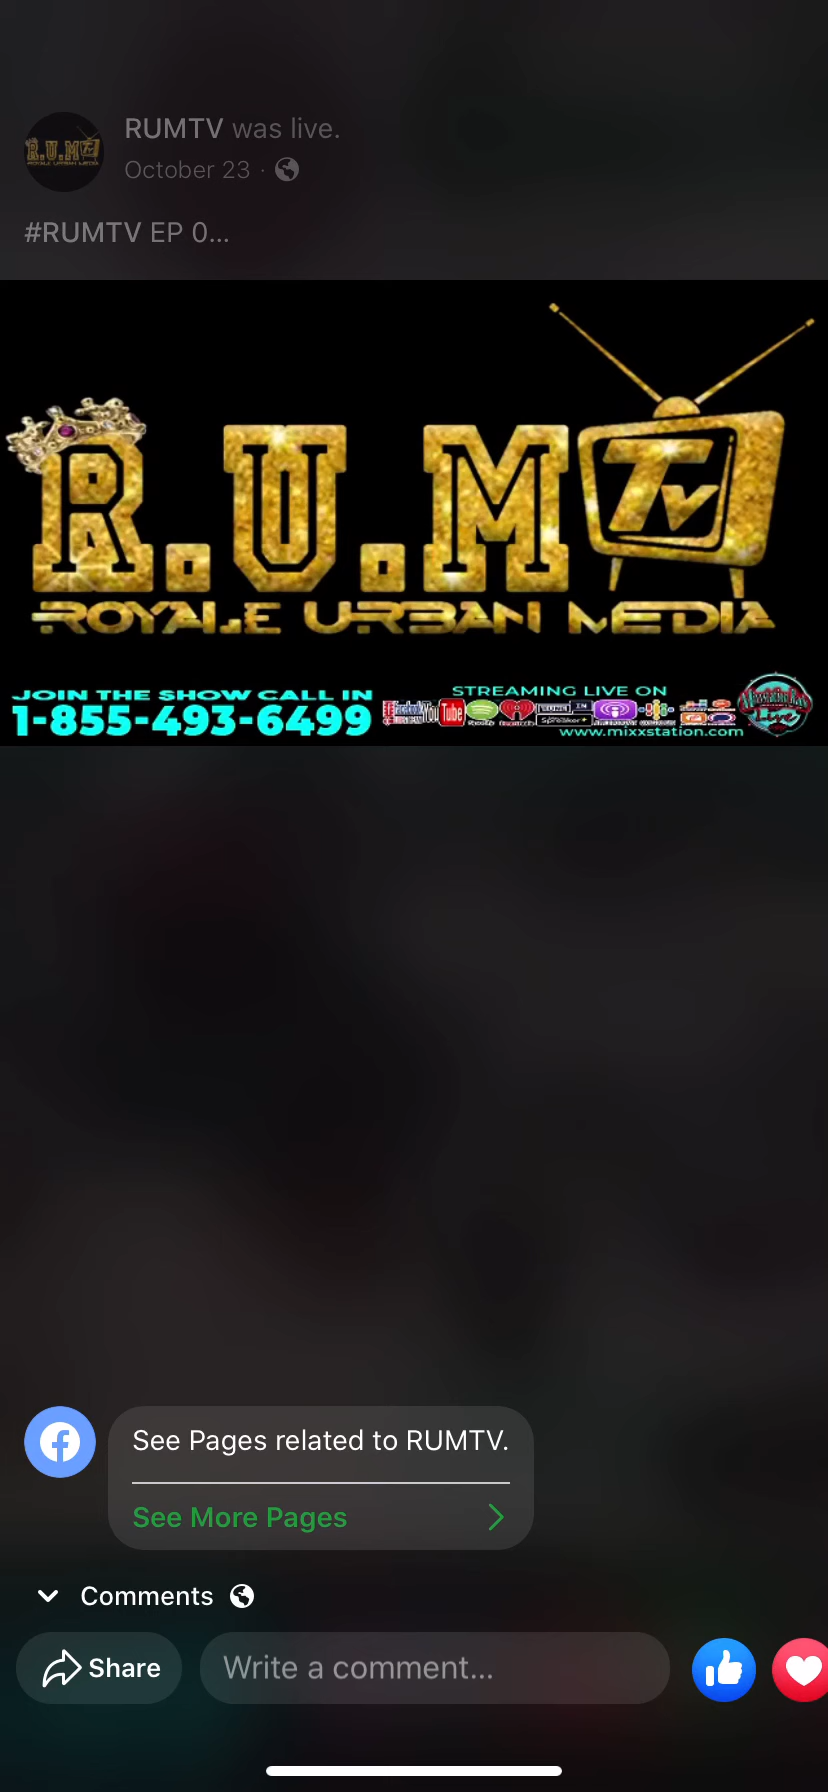 RUMTV was live.
October 23 ·
#RUMTV EP 0...
R.U.M Tv
ROYALE URBAN MEDIA
JOIN THE SHOW CALL IN
1-855-493-6499
STREAMING LIVE ON
YouTube
www.mixxstation.com
See Pages related to RUMTV.
See More Pages
Comments
Share
Write a comment...